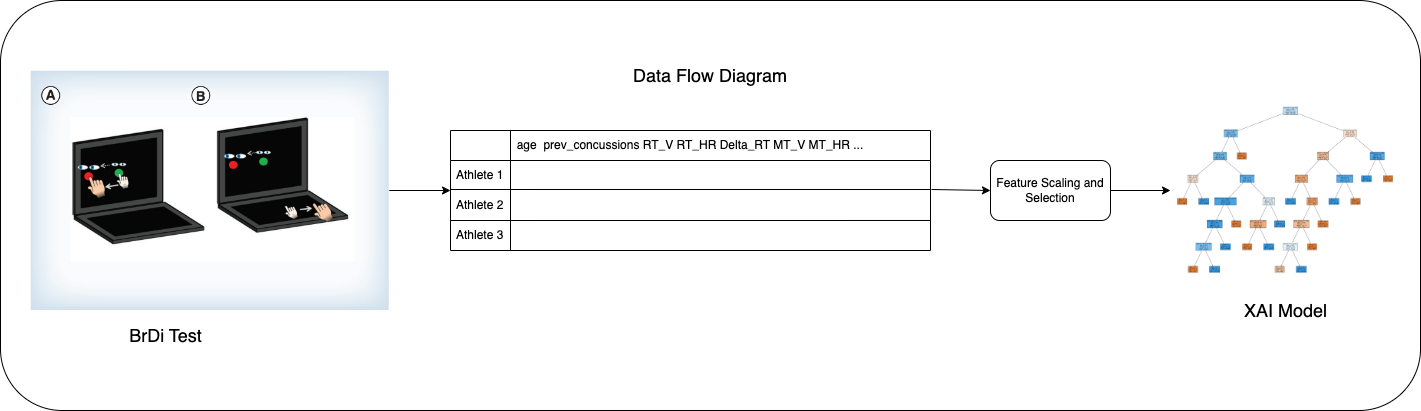 Data Flow Diagram
A
B
age prev_concussions RT_V RT_HR Delta_RT MT_V MT_HR ...
Athlete 1
Athlete 2
Athlete 3
Feature Scaling and
Selection
BrDi Test
XAI Model